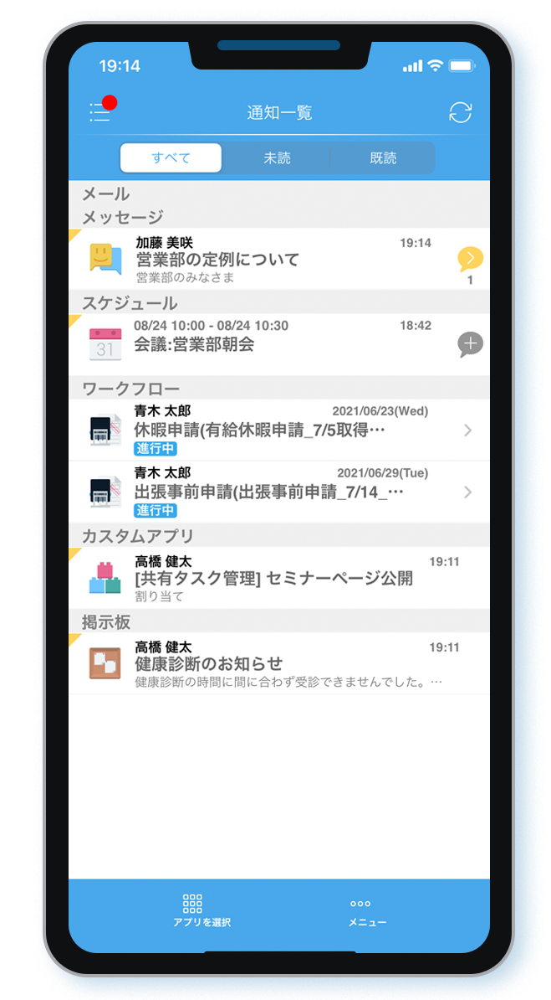 19:14
通知一覧
すべて 未読 既読
メール
メッセージ
加藤 美咲 19:14
営業部の定例について
営業部のみなさま
1
スケジュール
08/24 10:00 - 08/24 10:30 18:42
31
会議:営業部朝会
ワークフロー
青木 太郎 2021/06/23(Wed)
休暇申請(有給休暇申請_7/5取得…
進行中
青木 太郎 2021/06/29(Tue)
出張事前申請(出張事前申請_7/14_…
進行中
カスタムアプリ
高橋 健太 19:11
[共有タスク管理] セミナーページ公開
割り当て
掲示板
高橋 健太 19:11
健康診断のお知らせ
健康診断の時間に間に合わず受診できませんでした。…
アプリを選択 メニュー